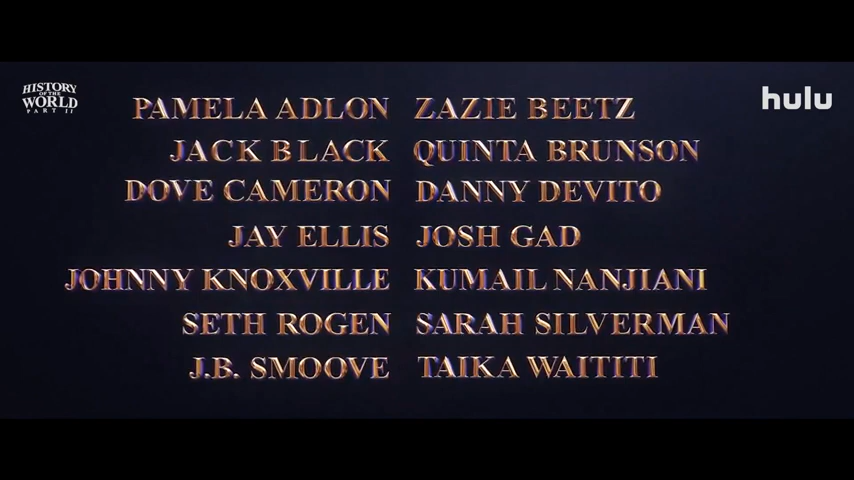 HISTORY
OF THE
WORLD
PART II
hulu
PAMELA ADLON ZAZIE BEETZ
JACK BLACK QUINTA BRUNSON
DOVE CAMERON DANNY DEVITO
JAY ELLIS JOSH GAD
JOHNNY KNOXVILLE KUMAIL NANJIANI
SETH ROGEN SARAH SILVERMAN
J.B. SMOOVE TAIKA WAITITI